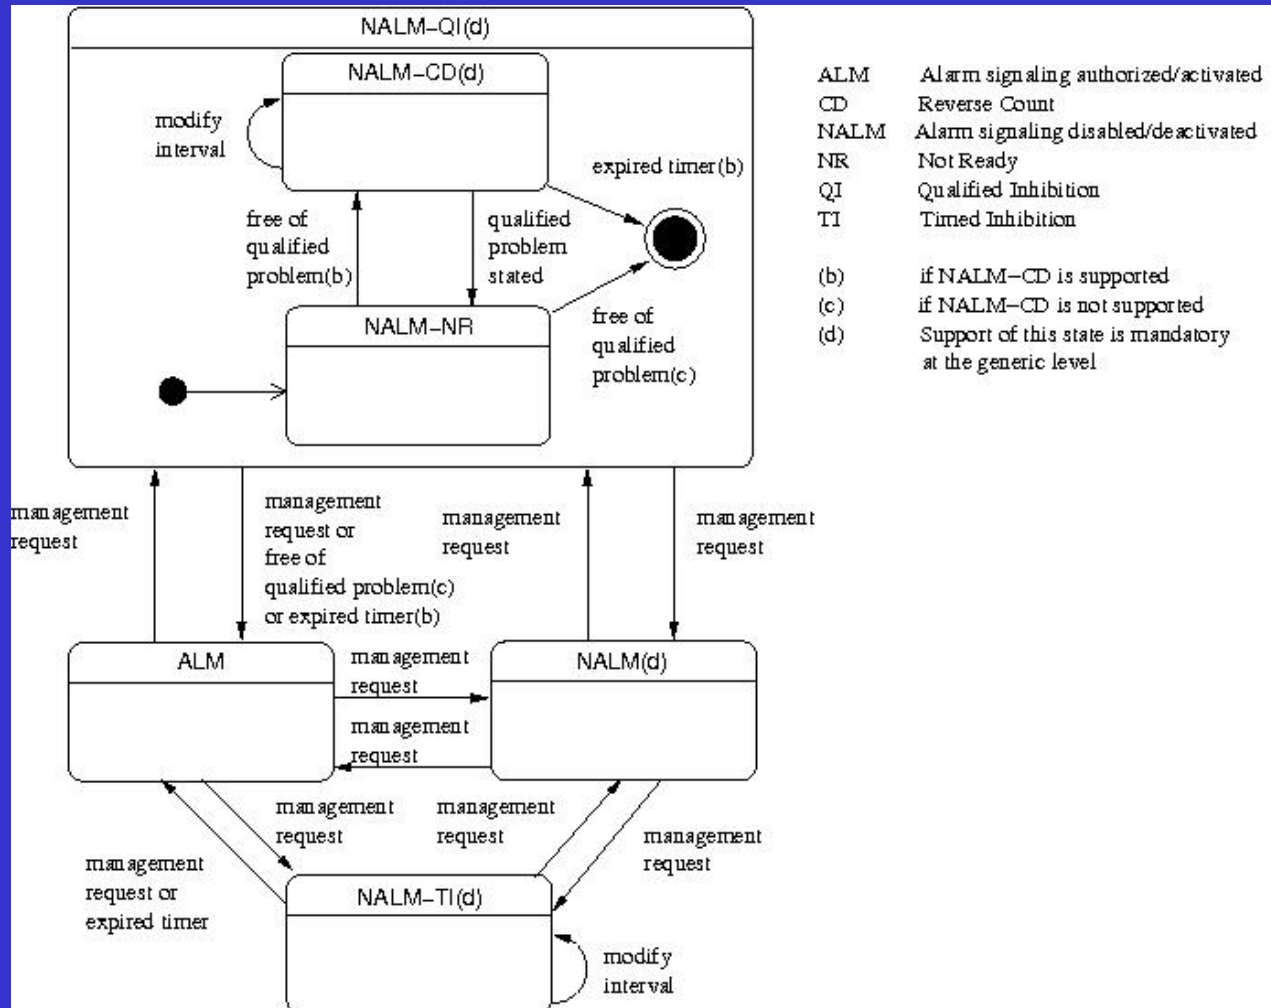 NALM-QI(d)
NALM-CD(d)
modify
interval
expired timer(b)
free of
qualified
problem(b)
qualified
problem
stated
NALM-NR
free of
qualified
problem(c)
ALM Alarm signaling authorized/activated
CD Reverse Count
NALM Alarm signaling disabled/deactivated
NR Not Ready
QI Qualified Inhibition
TI Timed Inhibition
(b) if NALM-CD is supported
(c) if NALM-CD is not supported
(d) Support of this state is mandatory
at the generic level
management
request
management
request or
free of
qualified problem(c)
or expired timer(b)
management
request
management
request
ALM
management
request
management
request
NALM(d)
management
request
management
request
management
request
management
request or
expired timer
NALM-TI(d)
modify
interval